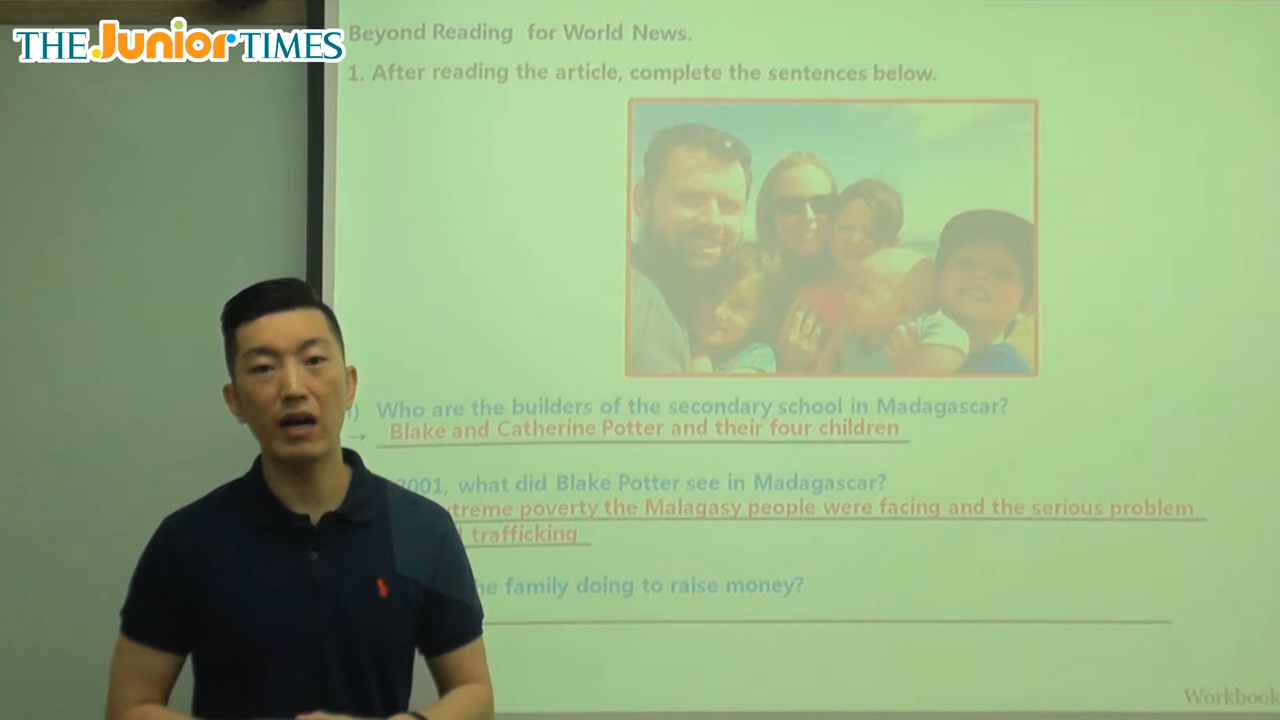 THE Junior TIMES
Beyond Reading for World News.
1. After reading the article, complete the sentences below.
) Who are the builders of the secondary school in Madagascar?
→ Blake and Catherine Potter and their four children
2001, what did Blake Potter see in Madagascar?
treme poverty the Malagasy people were facing and the serious problem
trafficking
he family doing to raise money?
Workbook